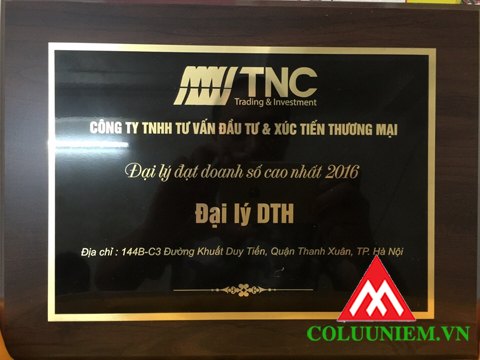 TNC
Trading & Investment
CÔNG TY TNHH TƯ VẤN ĐẦU TƯ & XÚC TIẾN THƯƠNG MẠI
Đại lý đạt doanh số cao nhất 2016
Đại lý DTH
Địa chỉ : 144B-C3 Đường Khuất Duy Tiến, Quận Thanh Xuân, TP. Hà Nội
COLUUNIEM.VN